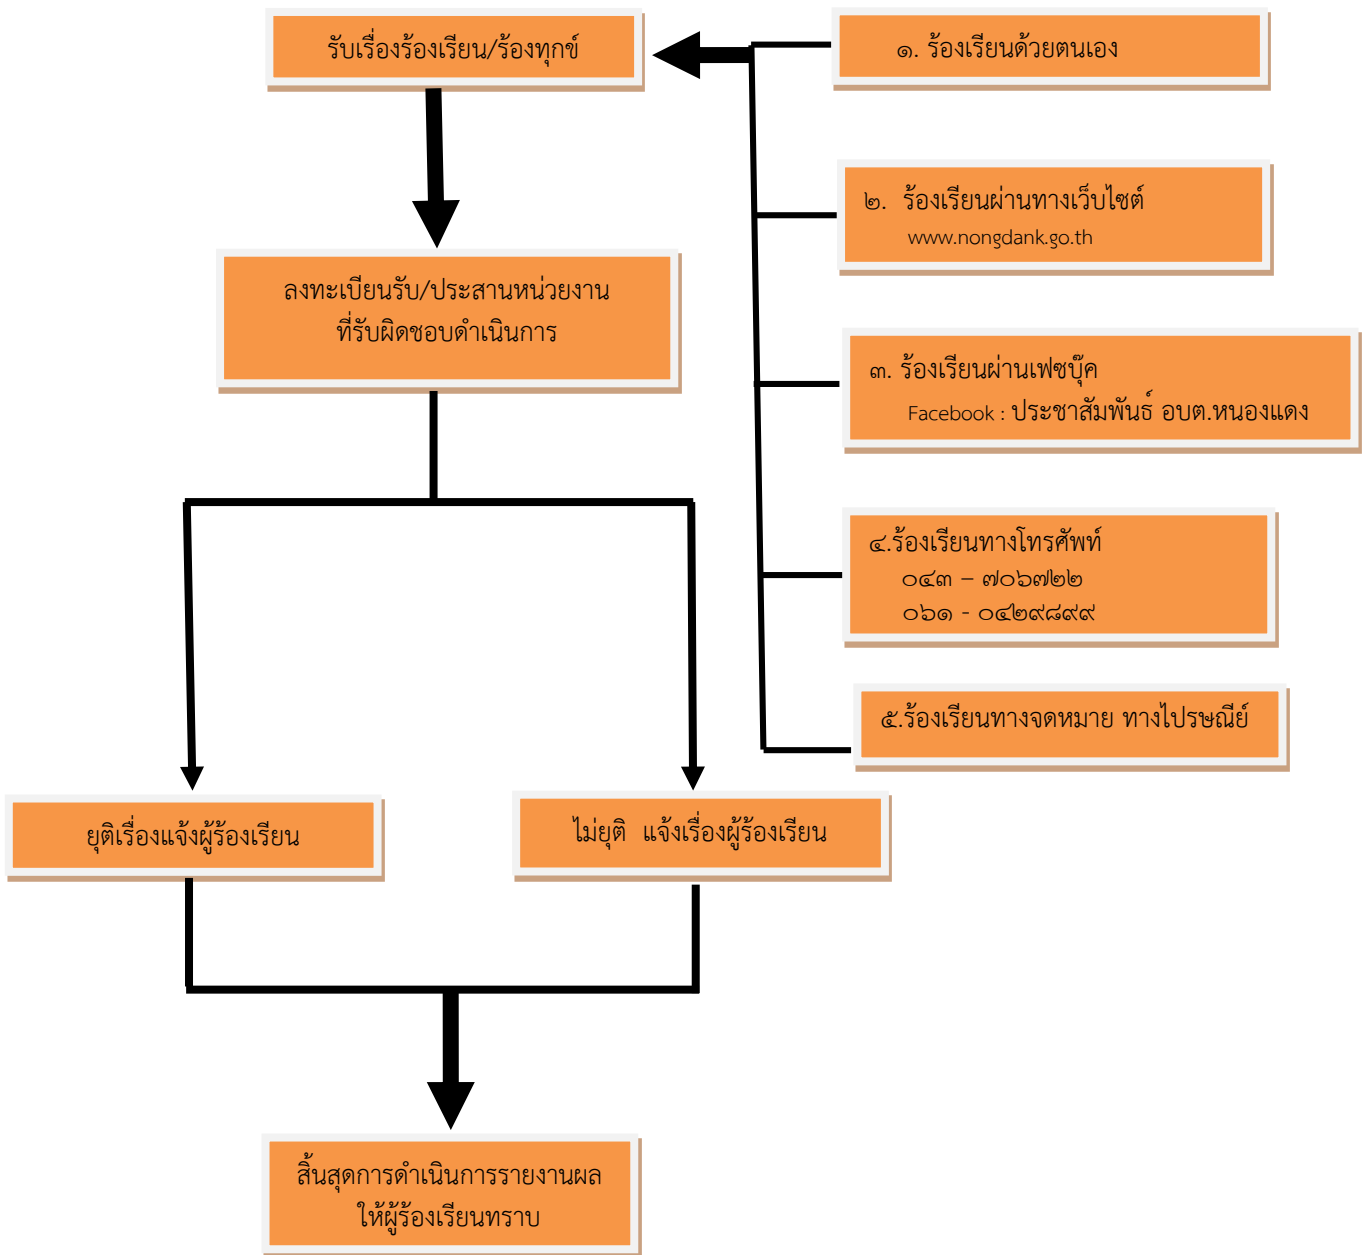 รับเรื่องร้องเรียน/ร้องทุกข์
๑. ร้องเรียนด้วยตนเอง
๒. ร้องเรียนผ่านทางเว็บไซต์
www.nongdank.go.th
ลงทะเบียนรับ/ประสานหน่วยงาน
ที่รับผิดชอบดำเนินการ
๓. ร้องเรียนผ่านเฟซบุ๊ค
Facebook : ประชาสัมพันธ์ อบต.หนองแดง
๔.ร้องเรียนทางโทรศัพท์
๐๔๓ – ๗๐๖๗๒๒
๐๖๑ - ๐๔๒๙๘๙๙
๕.ร้องเรียนทางจดหมาย ทางไปรษณีย์
ยุติเรื่องแจ้งผู้ร้องเรียน
ไม่ยุติ แจ้งเรื่องผู้ร้องเรียน
สิ้นสุดการดำเนินการรายงานผล
ให้ผู้ร้องเรียนทราบ